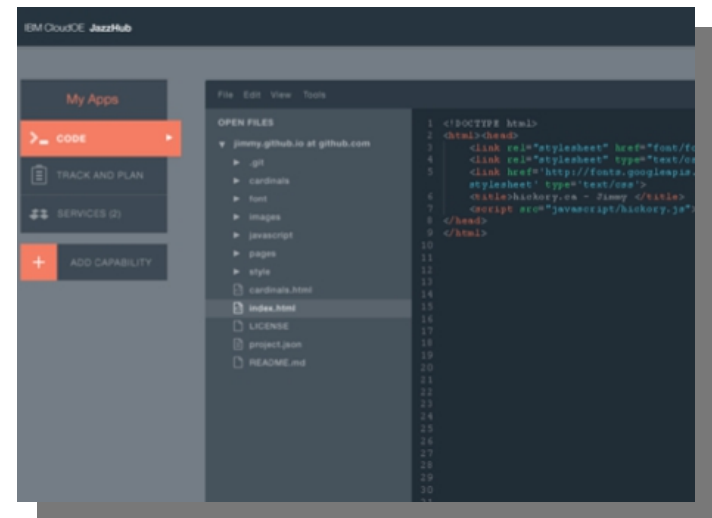 IBM CloudOE JazzHub
My Apps
CODE
TRACK AND PLAN
SERVICES (2)
ADD CAPABILITY
File Edit View Tools
OPEN FILES
jimmy.github.io at github.com
.git
cardinals
font
images
javascript
pages
style
cardinals.html
index.html
LICENSE
project.json
README.md
1 <!DOCTYPE html>
2 <html><head>
3 <link rel="stylesheet" href="font/fo
4 <link rel="stylesheet" type="text/cs
5 <link href='http://fonts.googleapis.
stylesheet' type='text/css'>
6 <title>hickory.ca - Jimmy </title>
7 <script src="javascript/hickory.js">
8 </head>
9 </html>
10
11
12
13
14
15
16
17
18
19
20
21
22
23
24
25
26
27
28
29
30